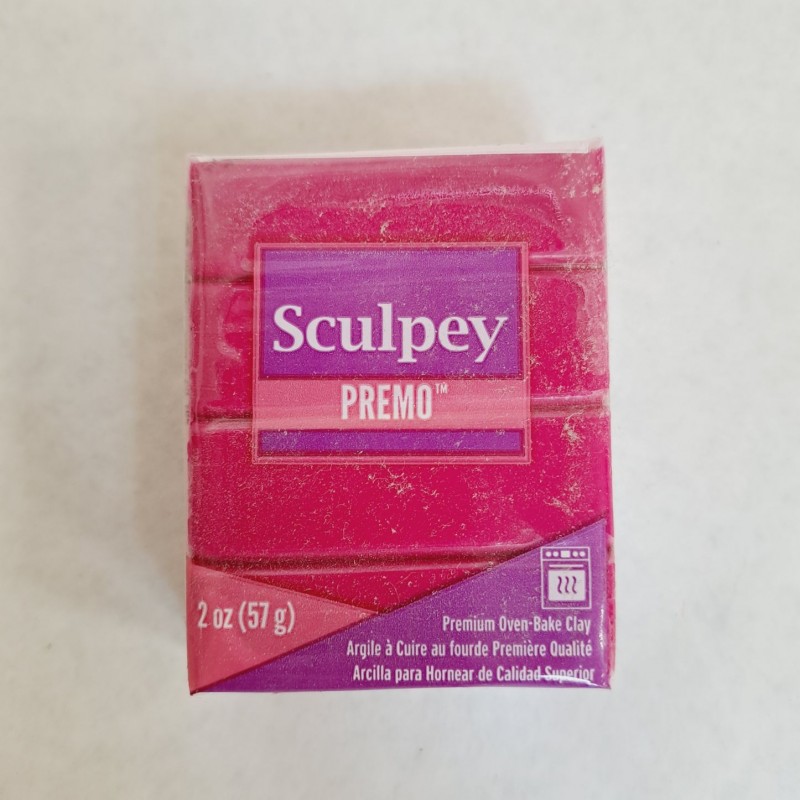 Sculpey
PREMO™
2 oz (57 g)
Premium Oven-Bake Clay
Argile à Cuire au fourde Première Qualité
Arcilla para Hornear de Calidad Superior